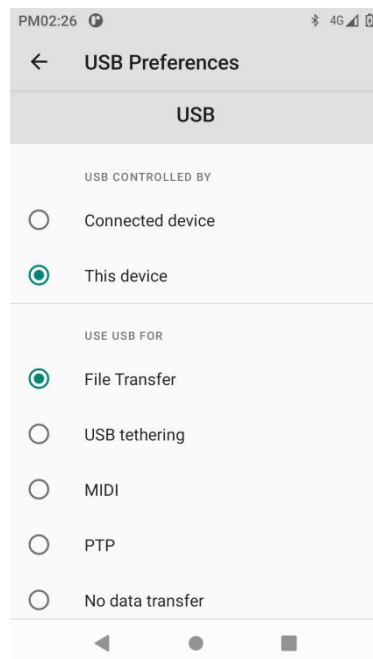 PM02:26
4G
USB Preferences
USB
USB CONTROLLED BY
Connected device
This device
USE USB FOR
File Transfer
USB tethering
MIDI
PTP
No data transfer